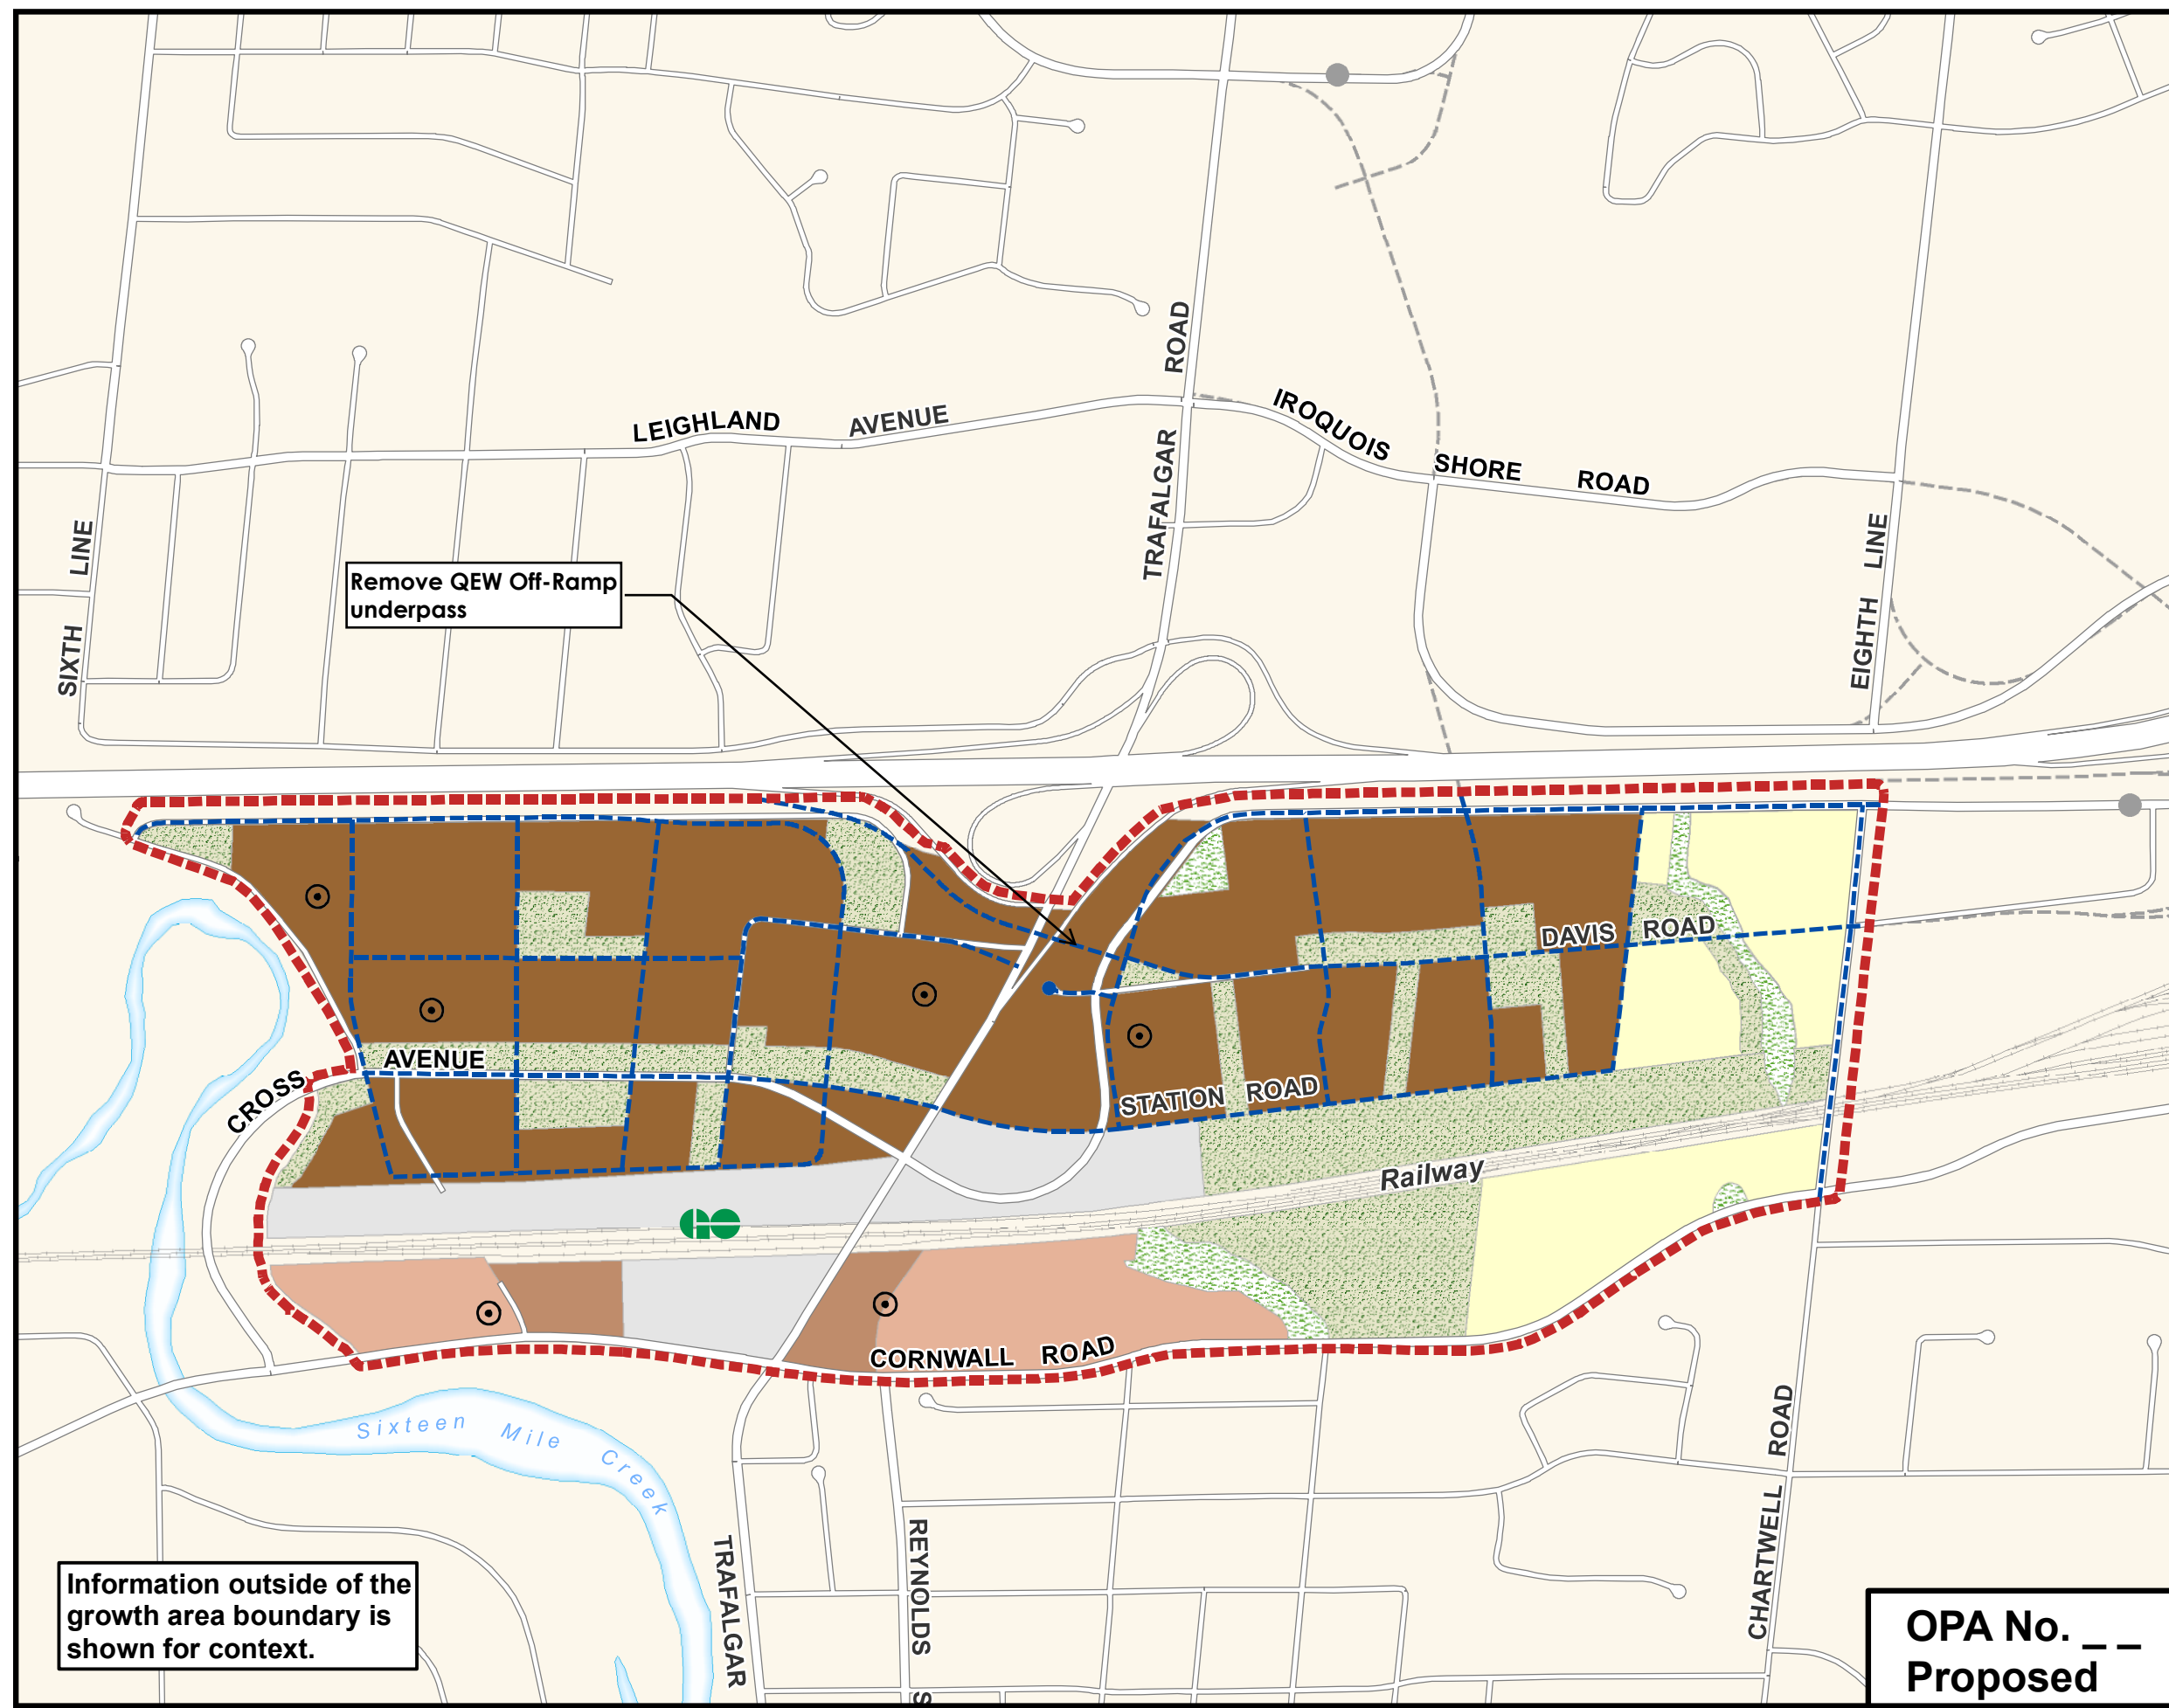 LEIGHLAND AVENUE
TRAFALGAR ROAD
IROQUOIS SHORE ROAD
SIXTH LINE
EIGHTH LINE
Remove QEW Off-Ramp
underpass
DAVIS ROAD
CROSS AVENUE
STATION ROAD
Railway
GO
CORNWALL ROAD
Sixteen Mile Creek
TRAFALGAR
REYNOLDS S
CHARTWELL ROAD
Information outside of the
growth area boundary is
shown for context.
OPA No. _ _
Proposed